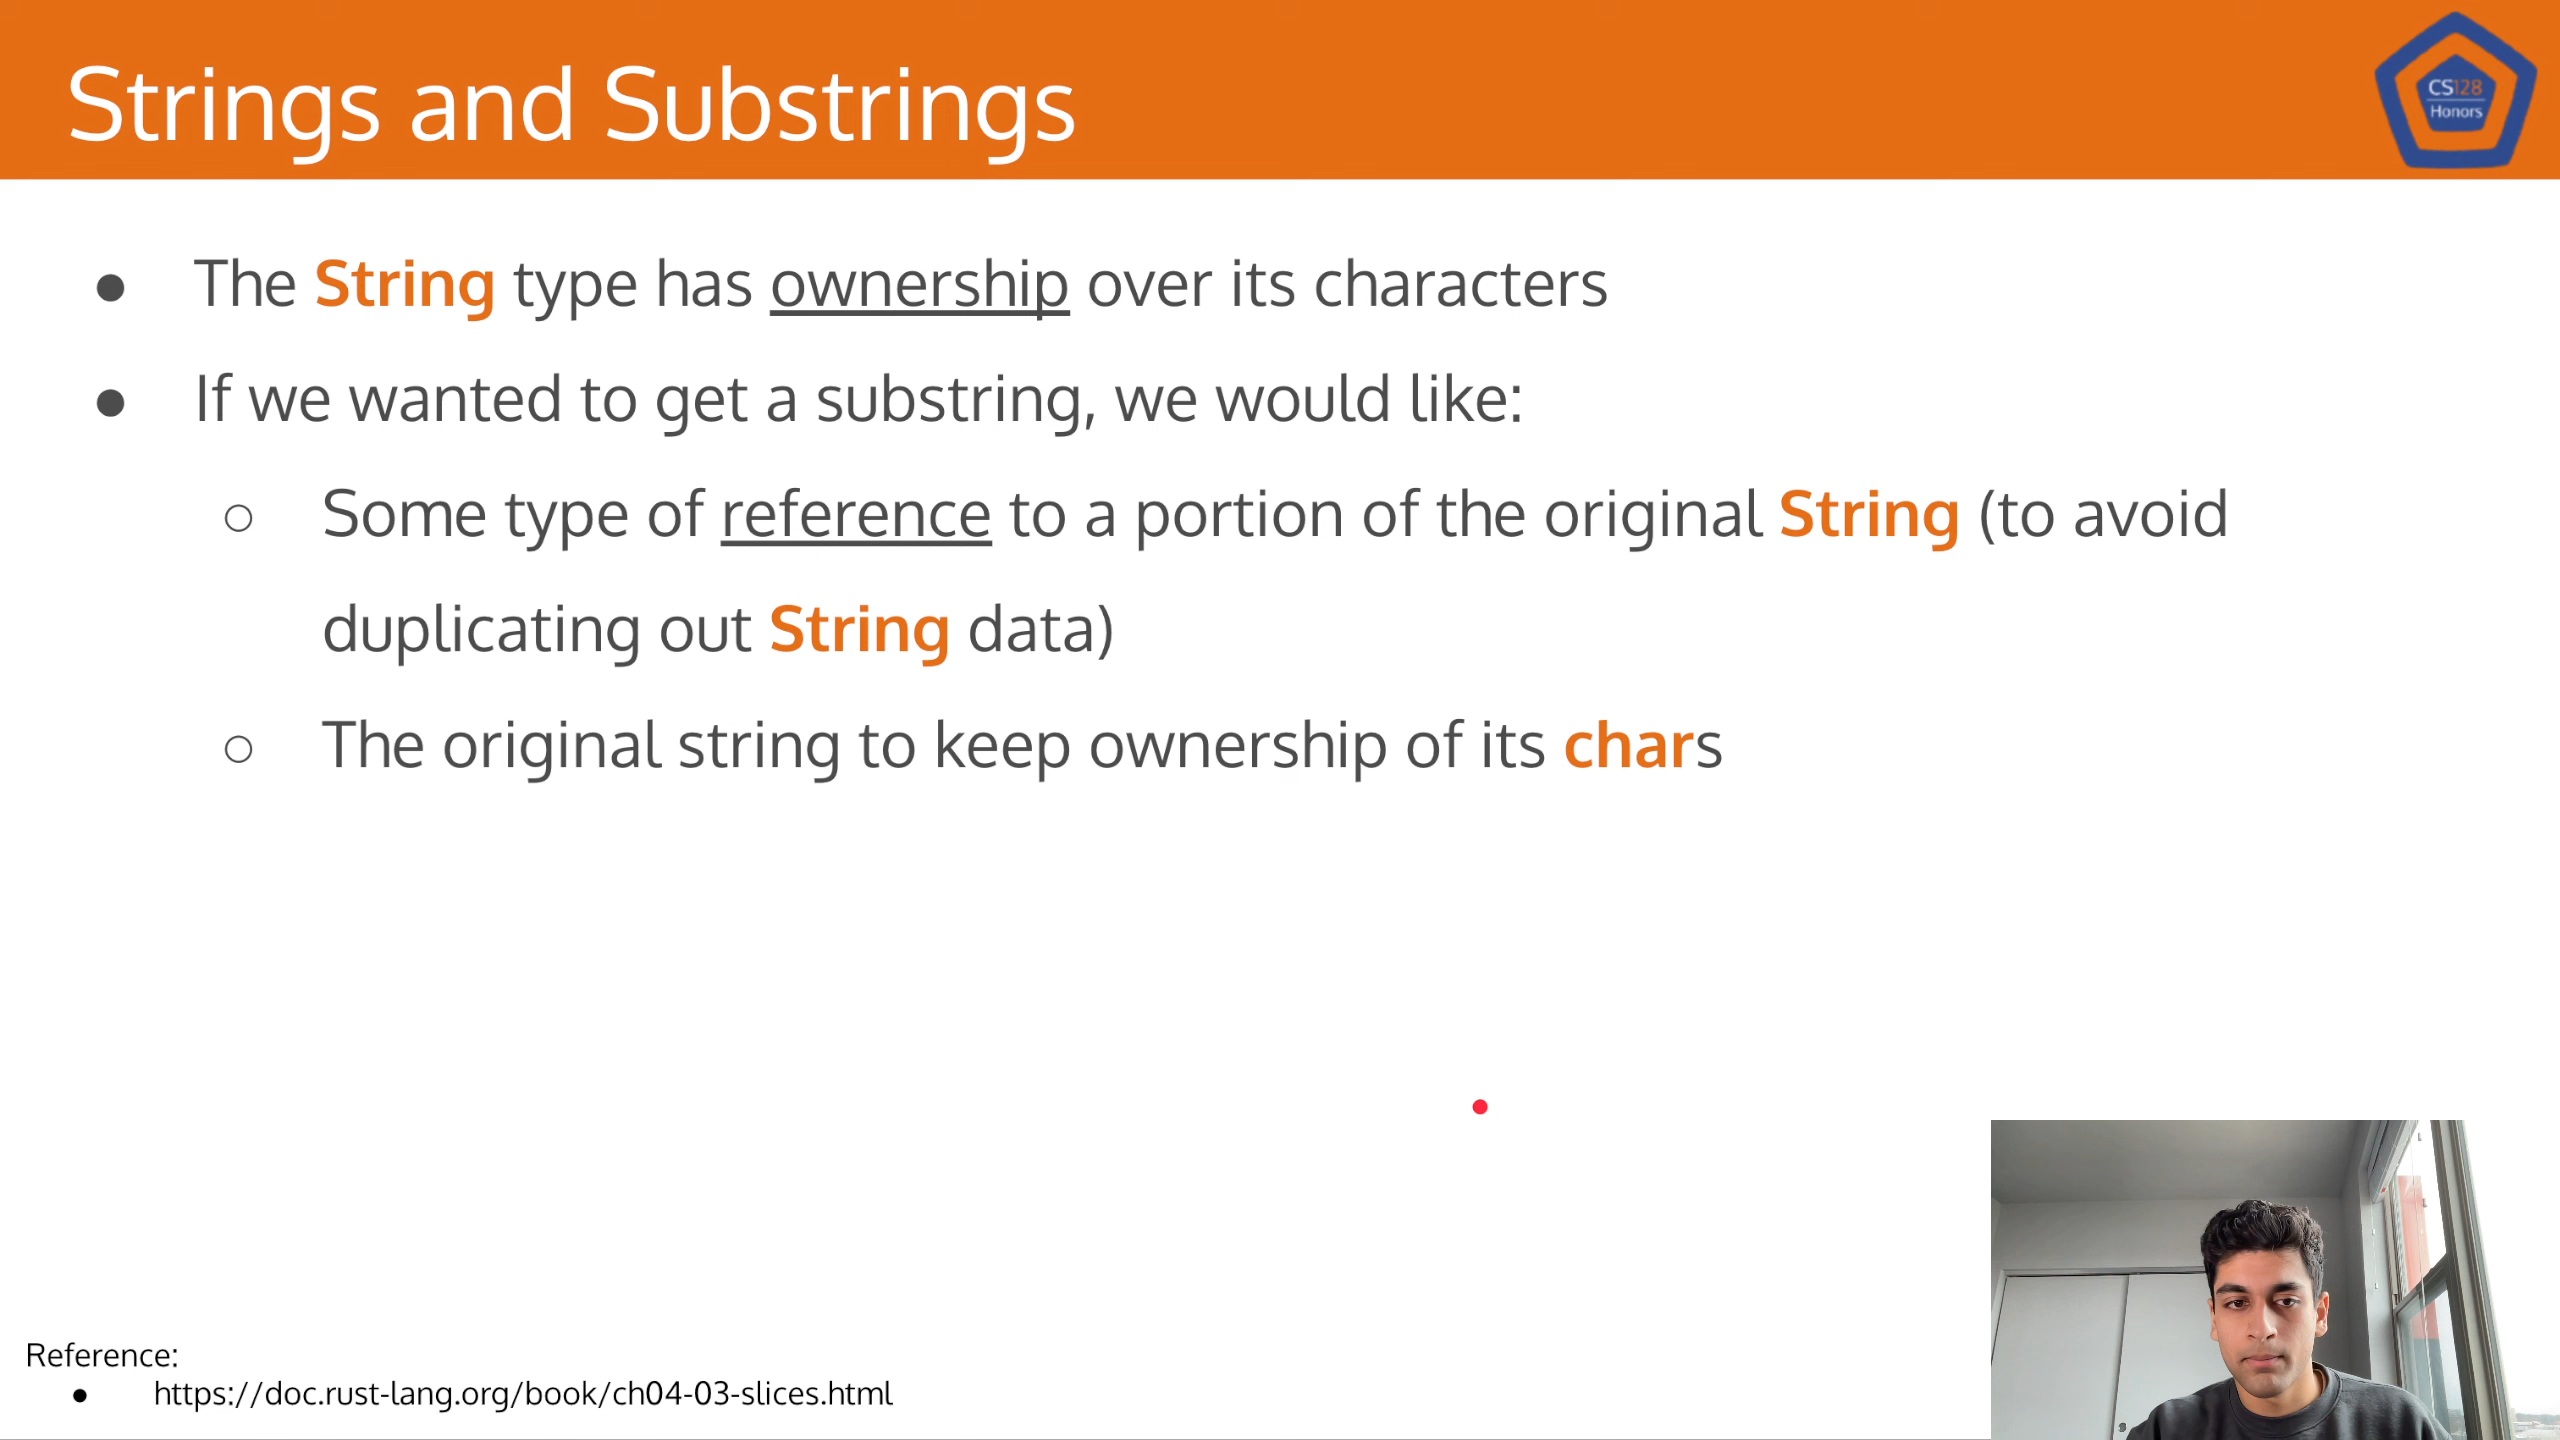 Strings and Substrings
CS128
Honors
● The String type has ownership over its characters
● If we wanted to get a substring, we would like:
○ Some type of reference to a portion of the original String (to avoid
duplicating out String data)
○ The original string to keep ownership of its chars
Reference:
● https://doc.rust-lang.org/book/ch04-03-slices.html